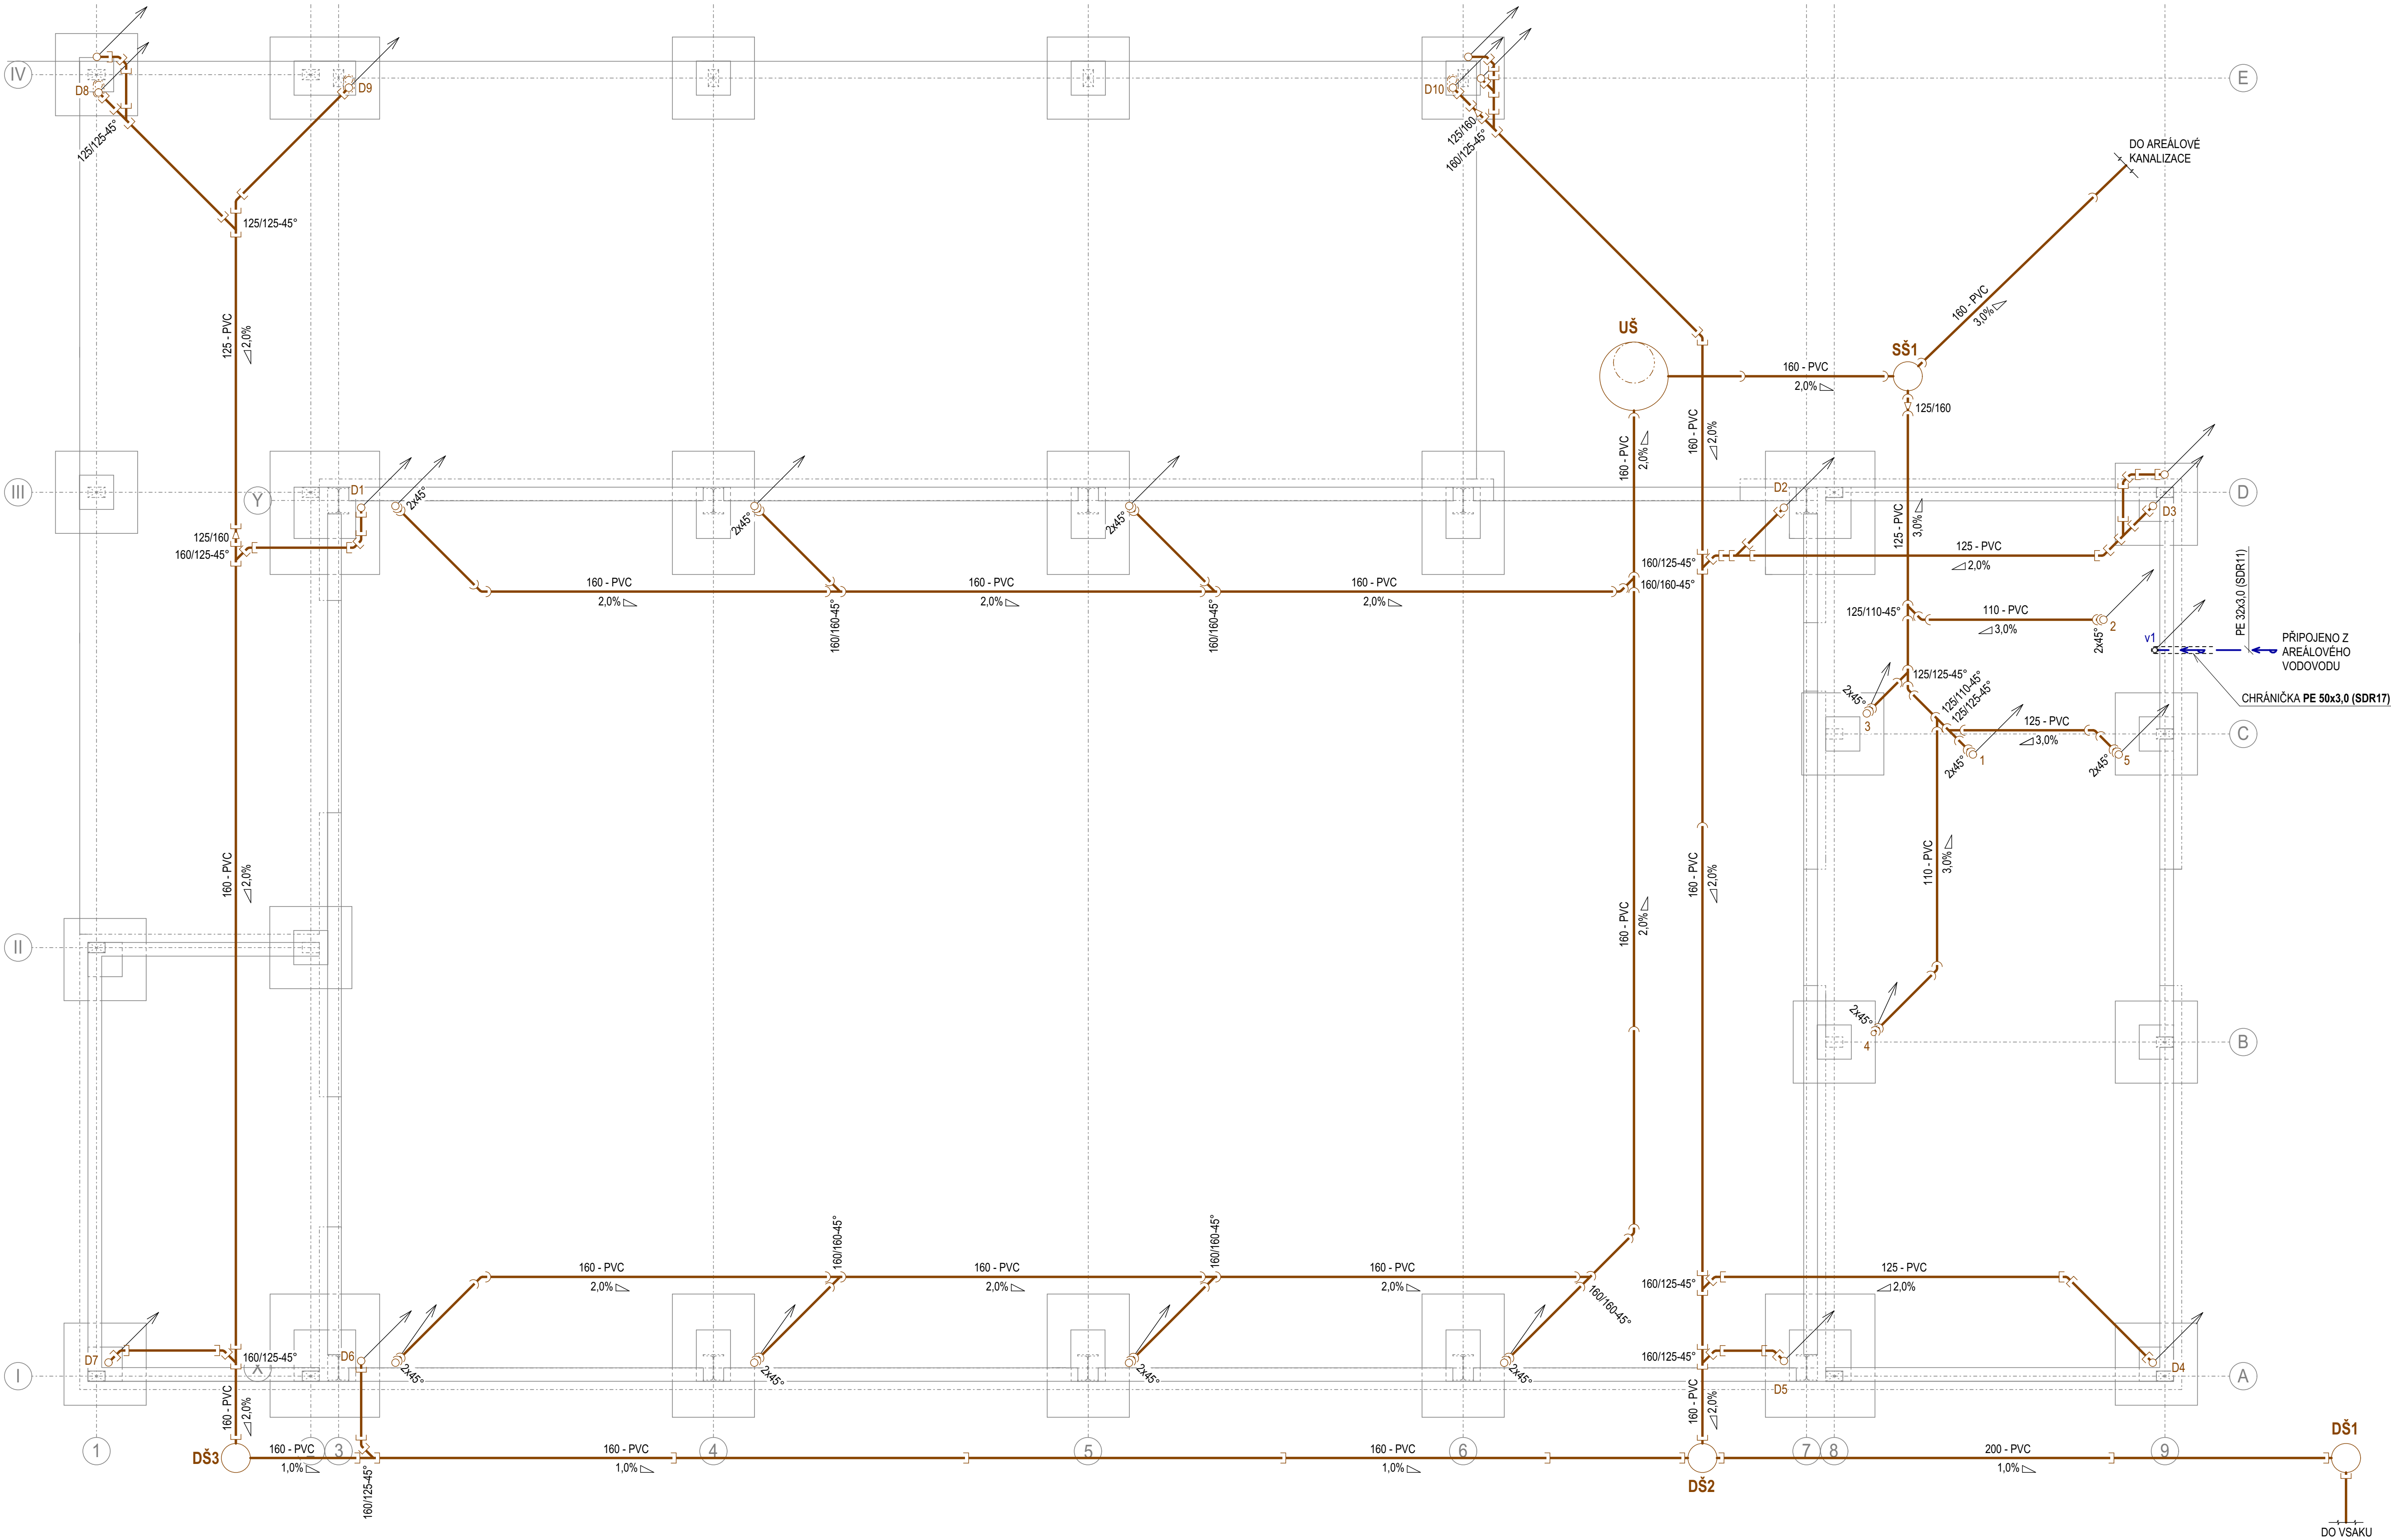 IV
D8
D9
D10
E
125/125-45°
125/160
160/125-45°
DO AREÁLOVÉ
KANALIZACE
125/125-45°
160 - PVC
3,0%
125 - PVC
2,0%
UŠ
SŠ1
160 - PVC
2,0%
125/160
160 - PVC
2,0%
160 - PVC
2,0%
III
Y
D1
2x45°
2x45°
2x45°
D2
D
D3
125 - PVC
3,0%
125/160
160/125-45°
160/125-45°
160/160-45°
125 - PVC
2,0%
160 - PVC
2,0%
160 - PVC
2,0%
160 - PVC
2,0%
160/160-45°
160/160-45°
125/110-45°
110 - PVC
3,0%
2
2x45°
v1
PE 32x3,0 (SDR11)
PŘIPOJENO Z
AREÁLOVÉHO
VODOVODU
CHRÁNIČKA PE 50x3,0 (SDR17)
125/125-45°
2x45°
3
125/110-45°
125/125-45°
125 - PVC
3,0%
2x45°
1
2x45°
5
C
160 - PVC
2,0%
160 - PVC
2,0%
160 - PVC
2,0%
110 - PVC
3,0%
II
2x45°
4
B
160/160-45°
160/160-45°
160 - PVC
2,0%
160 - PVC
2,0%
160 - PVC
2,0%
160/160-45°
160/125-45°
125 - PVC
2,0%
D7
160/125-45°
D6
2x45°
2x45°
2x45°
2x45°
160/125-45°
D5
D4
I
X
A
160 - PVC
2,0%
160 - PVC
2,0%
1
3
4
5
6
7
8
9
DŠ3
160 - PVC
1,0%
160/125-45°
160 - PVC
1,0%
160 - PVC
1,0%
DŠ2
200 - PVC
1,0%
DŠ1
DO VSAKU